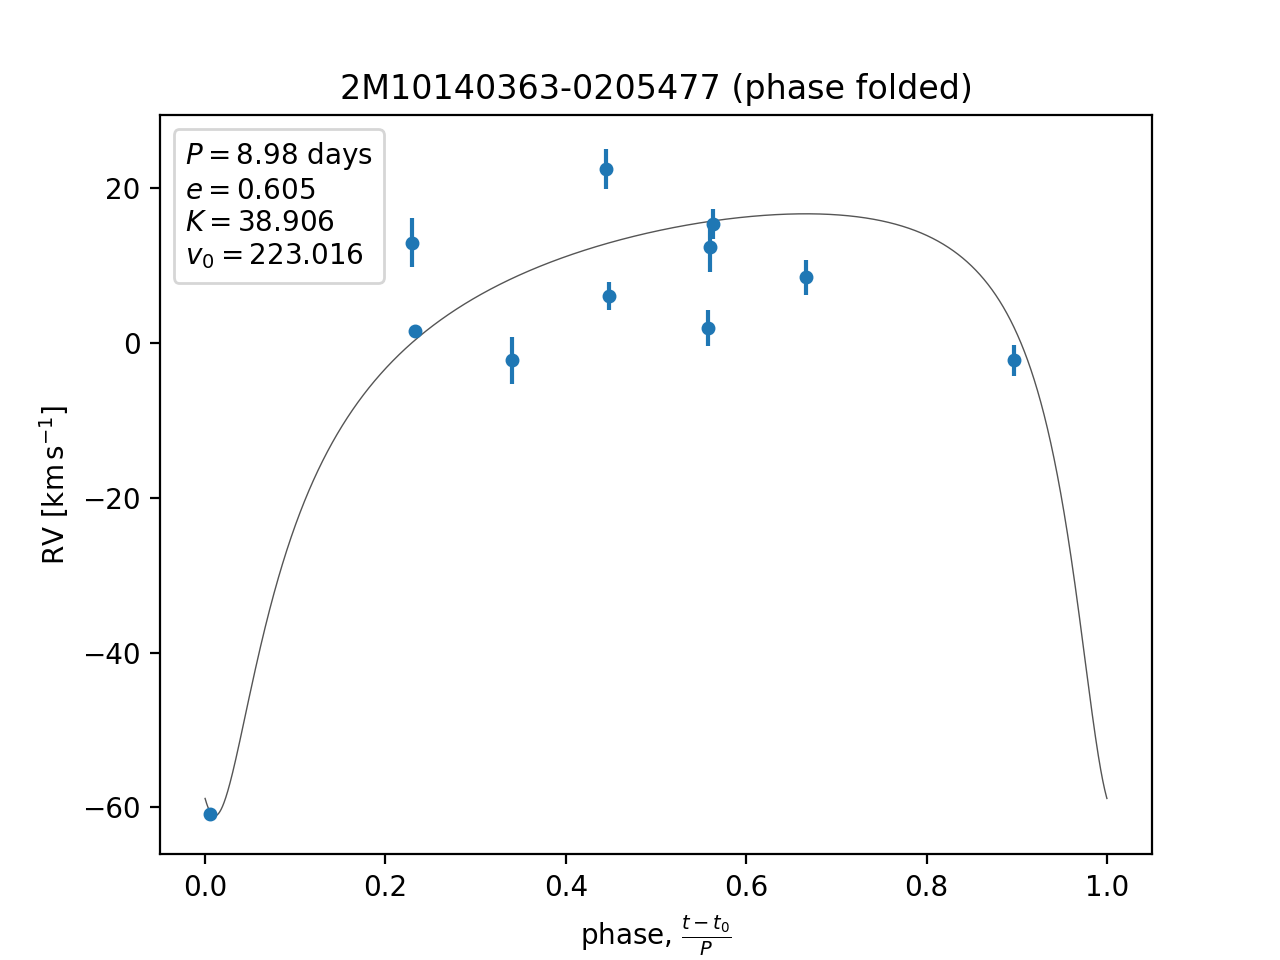 2M10140363-0205477 (phase folded)
P = 8.98 days
e = 0.605
K = 38.906
v₀ = 223.016
20
0
−20
−40
−60
RV [km s⁻¹]
0.0 0.2 0.4 0.6 0.8 1.0
phase, (t − t₀)/P